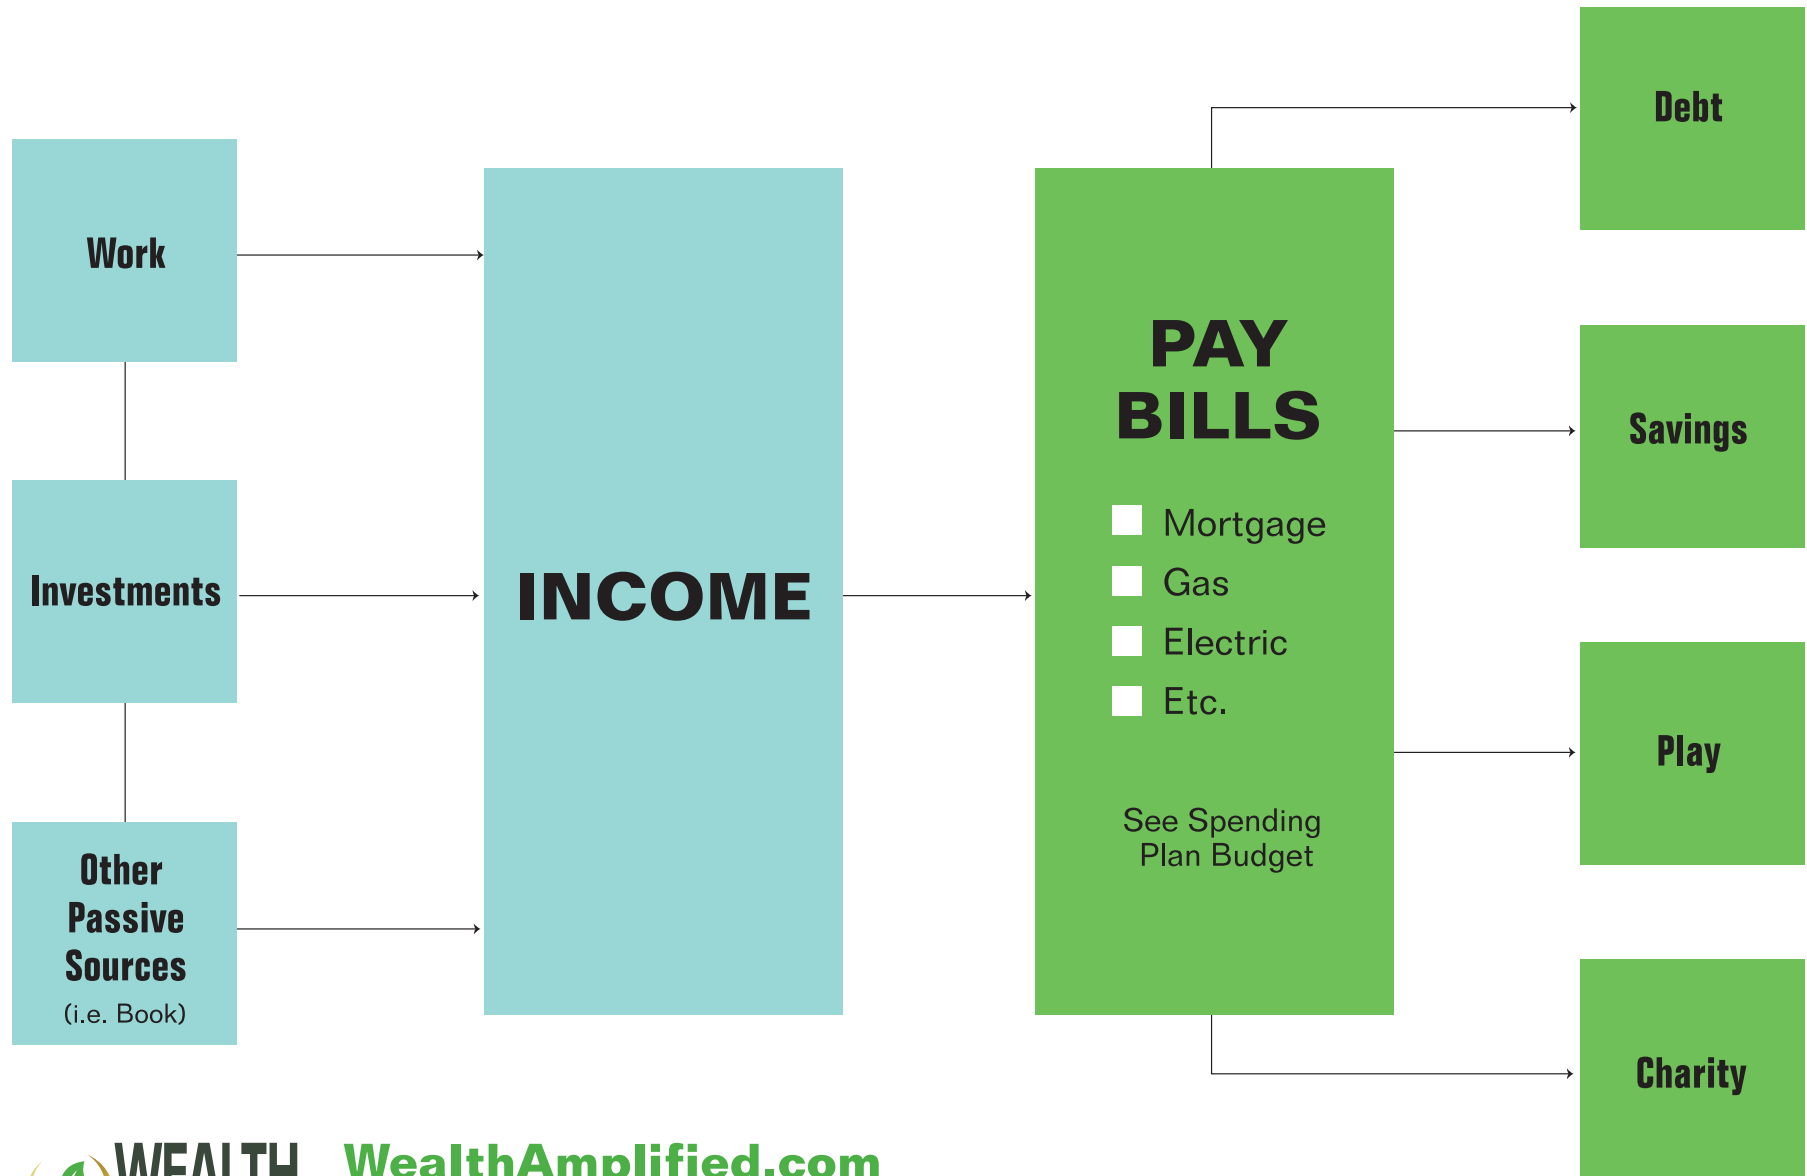 Work
Investments
Other
Passive
Sources
(i.e. Book)
INCOME
PAY
BILLS
Mortgage
Gas
Electric
Etc.
See Spending
Plan Budget
Debt
Savings
Play
Charity
WEALTH
WealthAmplified.com